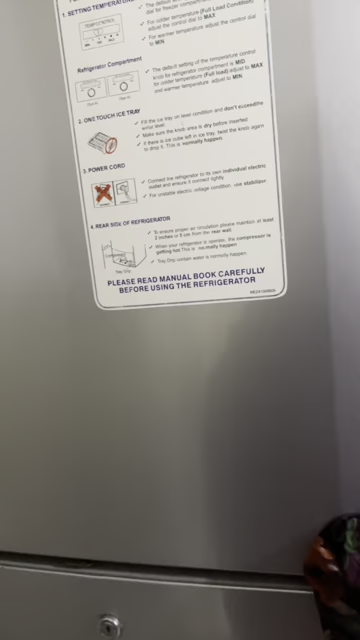 1. SETTING TEMPERATURE
✓ The default
dial for freezer compartment
✓ For colder temperature (Full Load Condition)
adjust the control dial to MAX
✓ For warmer temperature adjust the control dial
to MIN
Refrigerator Compartment
✓ The default setting of the temperature control
knob for refrigerator compartment is MID
for colder temperature (Full load) adjust to MAX
and warmer temperature adjust to MIN
2. ONE TOUCH ICE TRAY
✓ Fill the ice tray on level condition and don't exceed the
water level
✓ Make sure the knob area is dry before inserted
✓ If there is ice cube left in ice tray, twist the knob again
to drop it. This is normally happen.
3. POWER CORD
✓ Connect the refrigerator to its own individual electric
outlet and ensure it connect tightly
✓ For unstable electric voltage condition, use stabilizer
4. REAR SIDE OF REFRIGERATOR
✓ To ensure proper air circulation please maintain at least
2 inches or 5 cm from the rear wall.
✓ When your refrigerator is operate, the compressor is
getting hot This is normally happen.
✓ Tray Drip contain water is normally happen.
Compressor
Tray Drip
PLEASE READ MANUAL BOOK CAREFULLY
BEFORE USING THE REFRIGERATOR